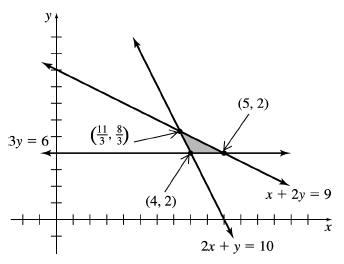 y
(5, 2)
(11/3, 8/3)
3y = 6
(4, 2)
x + 2y = 9
x
2x + y = 10